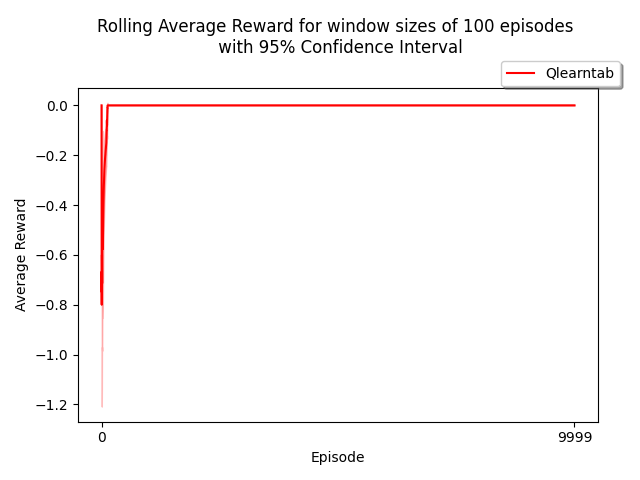 Rolling Average Reward for window sizes of 100 episodes
with 95% Confidence Interval
Qlearntab
0.0
−0.2
−0.4
−0.6
−0.8
−1.0
−1.2
Average Reward
0
9999
Episode